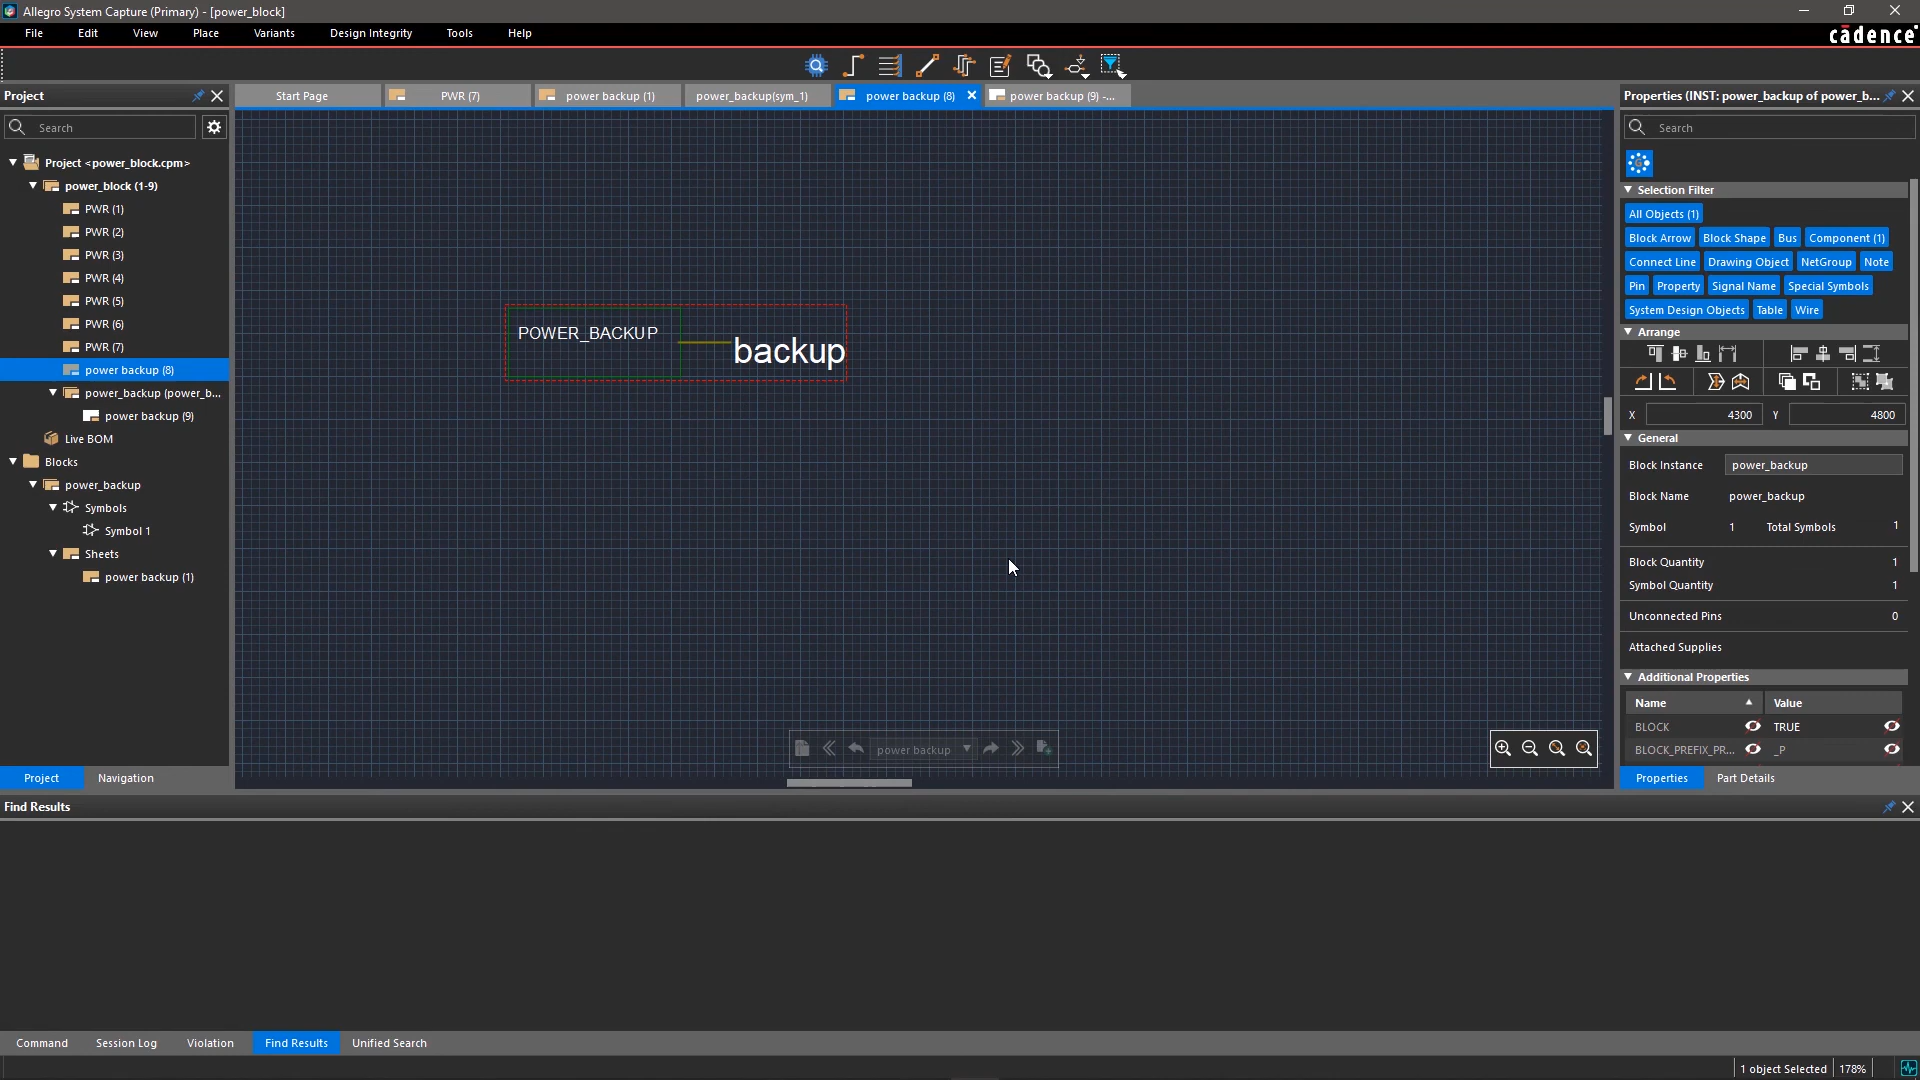 Allegro System Capture (Primary) - [power_block]
File Edit View Place Variants Design Integrity Tools Help
cādence
Project
Start Page PWR (7) power backup (1) power_backup(sym_1) power backup (8) power backup (9) -...
Properties (INST: power_backup of power_b...
Search
Search
Project <power_block.cpm>
power_block (1-9)
PWR (1)
PWR (2)
PWR (3)
PWR (4)
PWR (5)
PWR (6)
PWR (7)
power backup (8)
power_backup (power_b...
power backup (9)
Live BOM
Blocks
power_backup
Symbols
Symbol 1
Sheets
power backup (1)
Project Navigation
POWER_BACKUP
backup
power backup
Selection Filter
All Objects (1)
Block Arrow Block Shape Bus Component (1)
Connect Line Drawing Object NetGroup Note
Pin Property Signal Name Special Symbols
System Design Objects Table Wire
Arrange
X 4300 Y 4800
General
Block Instance power_backup
Block Name power_backup
Symbol 1 Total Symbols 1
Block Quantity 1
Symbol Quantity 1
Unconnected Pins 0
Attached Supplies
Additional Properties
Name Value
BLOCK TRUE
BLOCK_PREFIX_PR... _P
Properties Part Details
Find Results
Command Session Log Violation Find Results Unified Search
1 object Selected 178%